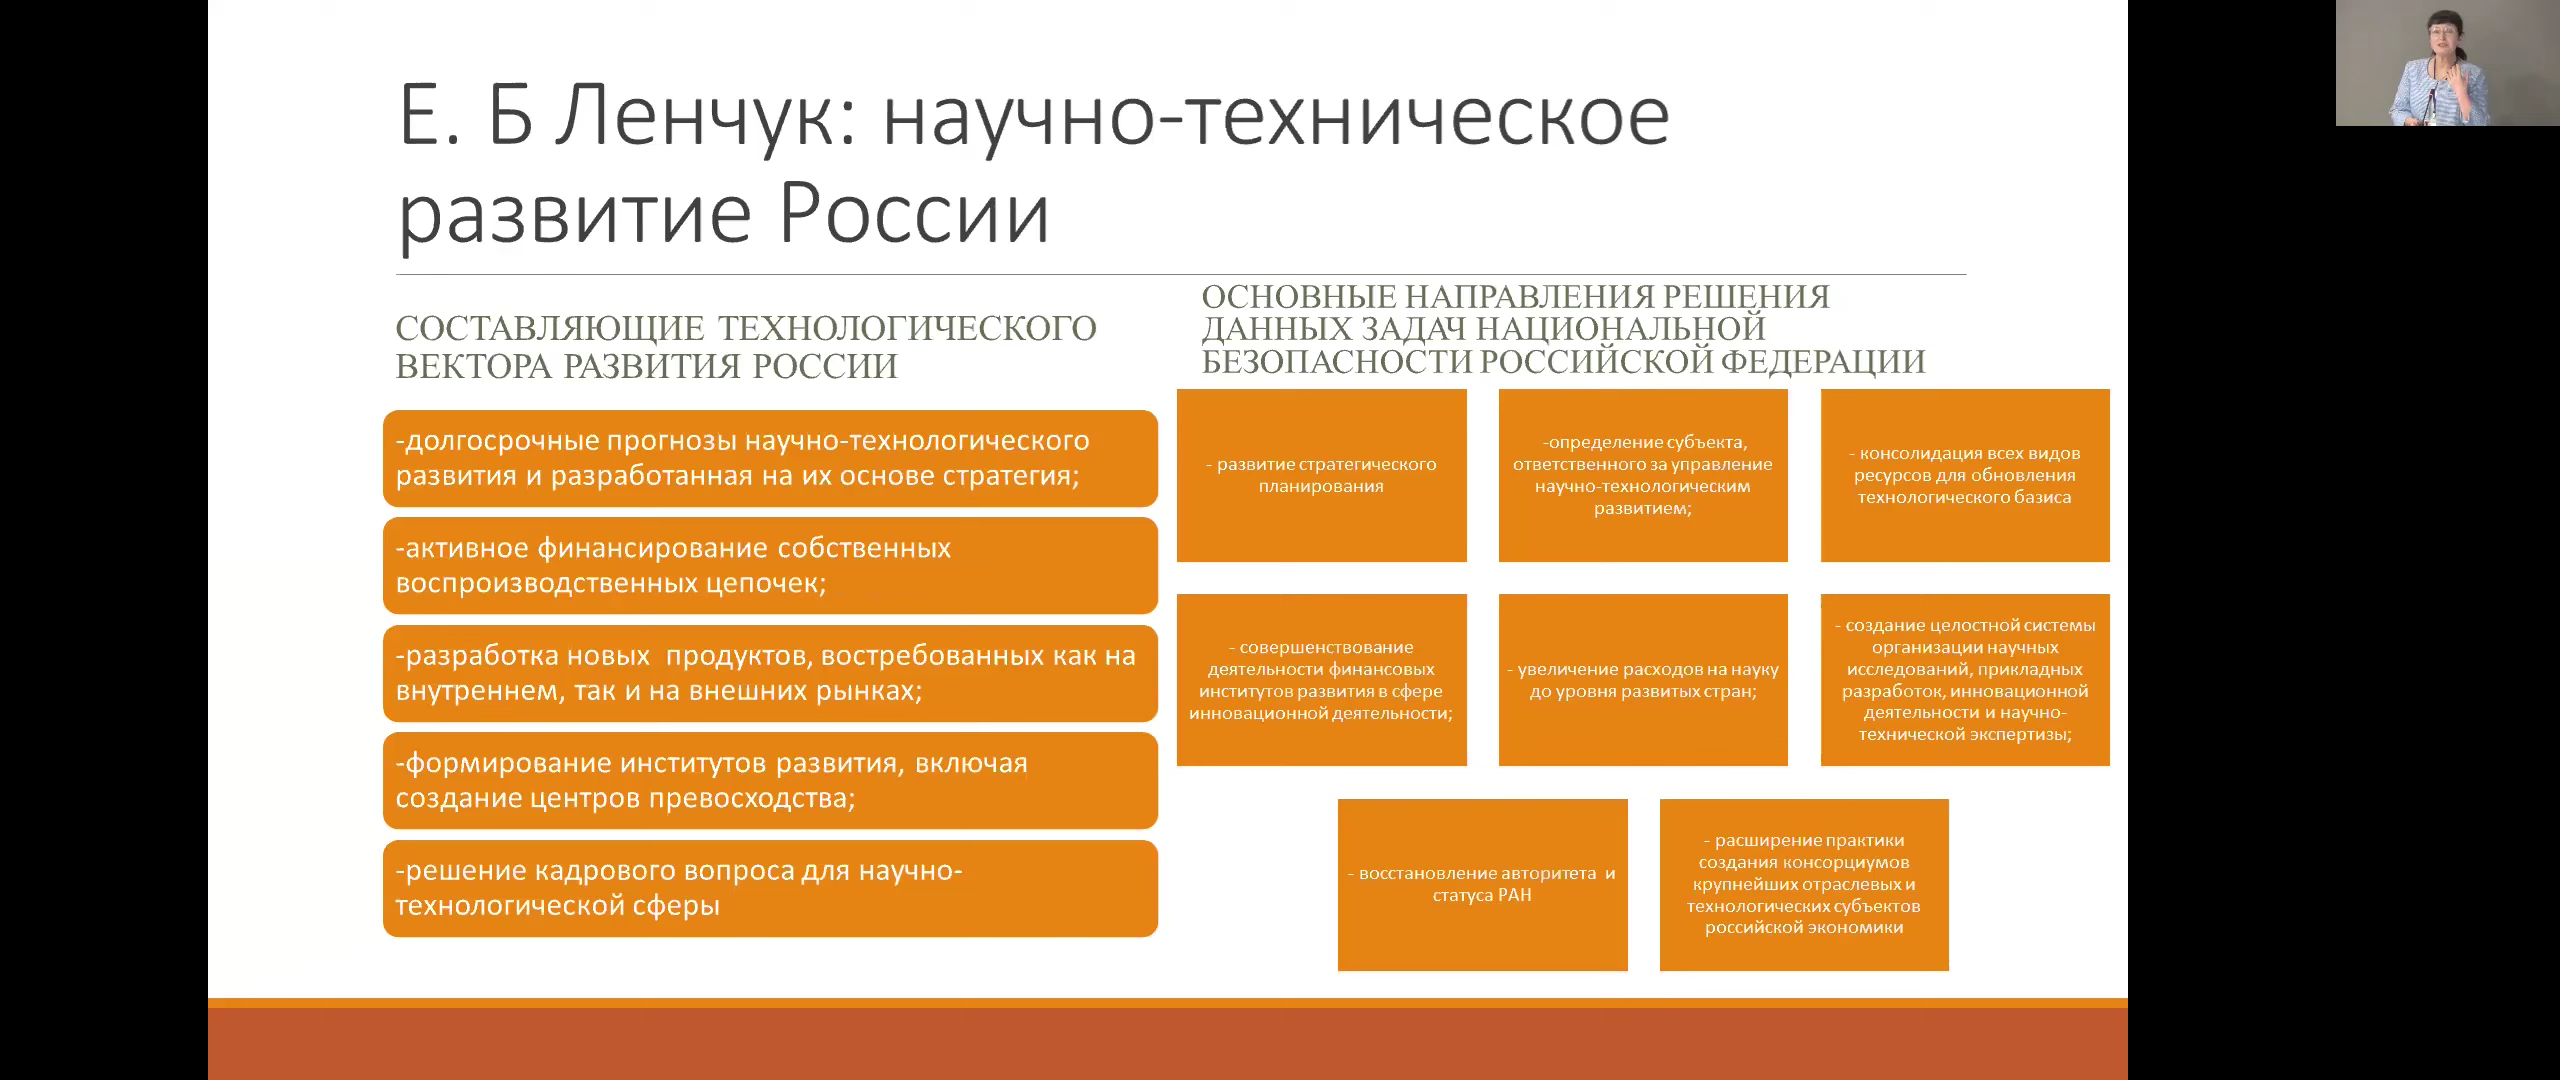 Е. Б Ленчук: научно-техническое
развитие России
СОСТАВЛЯЮЩИЕ ТЕХНОЛОГИЧЕСКОГО
ВЕКТОРА РАЗВИТИЯ РОССИИ
-долгосрочные прогнозы научно-технологического
развития и разработанная на их основе стратегия;
-активное финансирование собственных
воспроизводственных цепочек;
-разработка новых  продуктов, востребованных как на
внутреннем, так и на внешних рынках;
-формирование институтов развития, включая
создание центров превосходства;
-решение кадрового вопроса для научно-
технологической сферы
ОСНОВНЫЕ НАПРАВЛЕНИЯ РЕШЕНИЯ
ДАННЫХ ЗАДАЧ НАЦИОНАЛЬНОЙ
БЕЗОПАСНОСТИ РОССИЙСКОЙ ФЕДЕРАЦИИ
- развитие стратегического
планирования
-определение субъекта,
ответственного за управление
научно-технологическим
развитием;
- консолидация всех видов
ресурсов для обновления
технологического базиса
- совершенствование
деятельности финансовых
институтов развития в сфере
инновационной деятельности;
- увеличение расходов на науку
до уровня развитых стран;
- создание целостной системы
организации научных
исследований, прикладных
разработок, инновационной
деятельности и научно-
технической экспертизы;
- восстановление авторитета  и
статуса РАН
- расширение практики
создания консорциумов
крупнейших отраслевых и
технологических субъектов
российской экономики